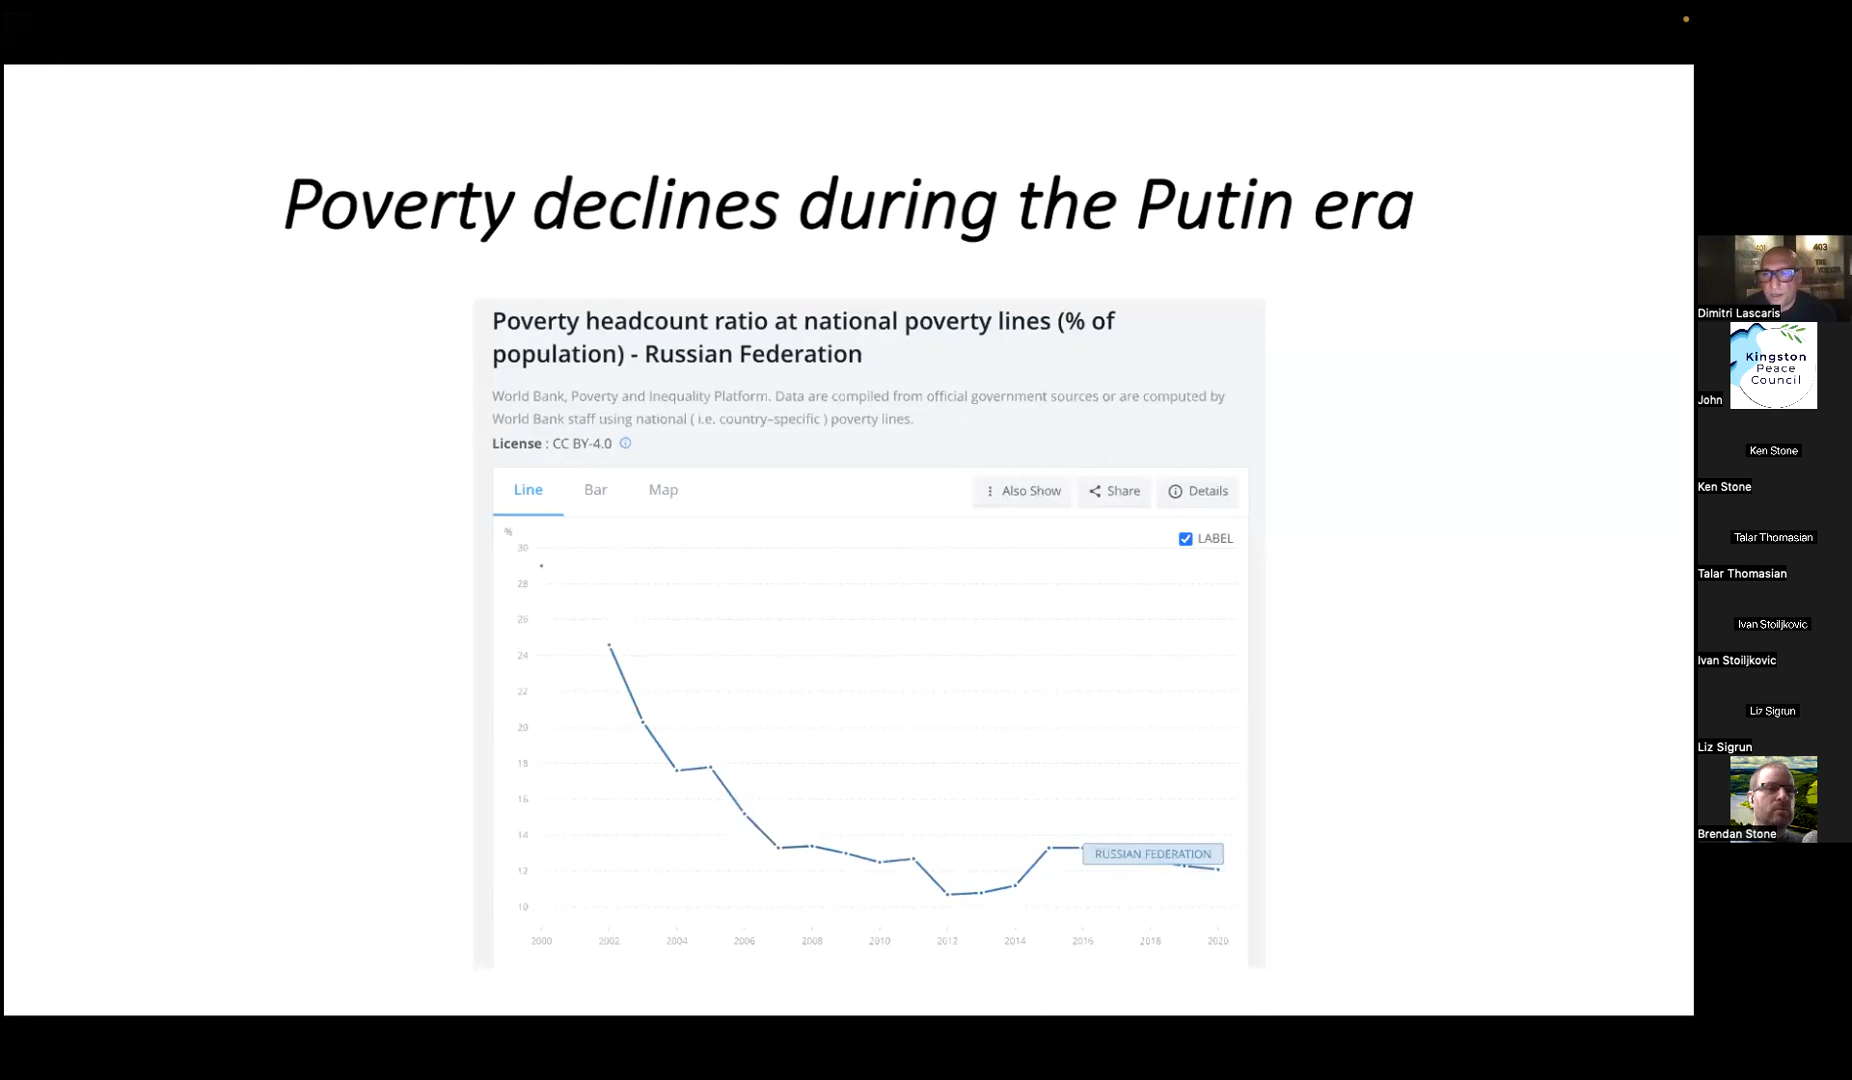 Poverty declines during the Putin era
Poverty headcount ratio at national poverty lines (% of
population) - Russian Federation
World Bank, Poverty and Inequality Platform. Data are compiled from official government sources or are computed by
World Bank staff using national ( i.e. country–specific ) poverty lines.
License : CC BY-4.0
Line Bar Map Also Show Share Details
%
LABEL
30
28
26
24
22
20
18
16
14
RUSSIAN FEDERATION
12
10
2000 2002 2004 2006 2008 2010 2012 2014 2016 2018 2020
403
THE
Dimitri Lascaris
Kingston
Peace
Council
John
Ken Stone
Ken Stone
Talar Thomasian
Talar Thomasian
Ivan Stoiljkovic
Ivan Stoiljkovic
Liz Sigrun
Liz Sigrun
Brendan Stone